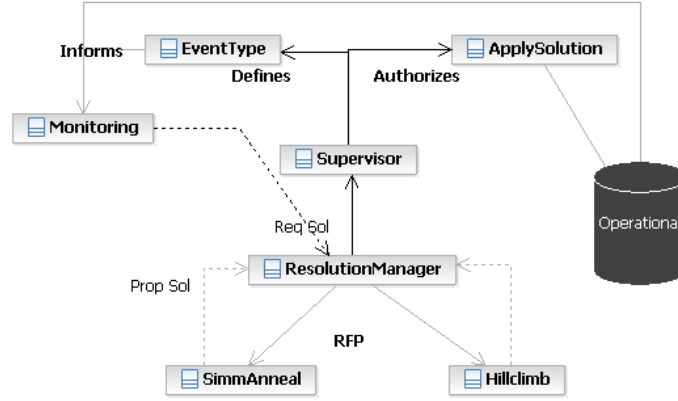 Informs
EventType
ApplySolution
Defines
Authorizes
Monitoring
Supervisor
Operationa
Req Sol
ResolutionManager
Prop Sol
RFP
SimmAnneal
Hillclimb